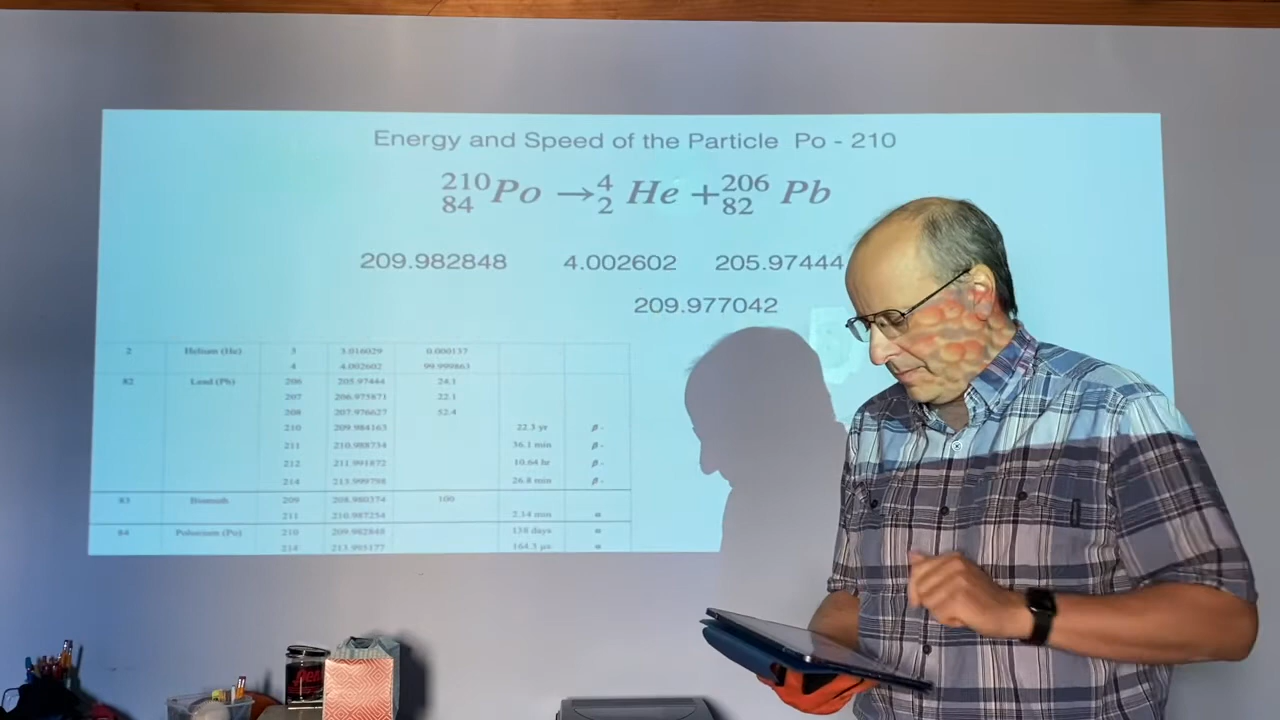 Energy and Speed of the Particle Po - 210
210 84 Po → 4 2 He + 206 82 Pb
209.982848 4.002602 205.97444
209.977042
2 Helium (He) 3 3.016029 0.000137
4 4.002602 99.999863
82 Lead (Pb) 206 205.97444 24.1
207 206.975871 22.1
208 207.976627 52.4
210 209.984163 22.3 yr β -
211 210.988734 36.1 min β -
212 211.991872 10.64 hr β -
214 213.999798 26.8 min β -
83 Bismuth 209 208.980374 100
211 210.987254 2.14 min α
84 Polonium (Po) 210 209.982848 138 days α
214 213.995177 164.3 µs α